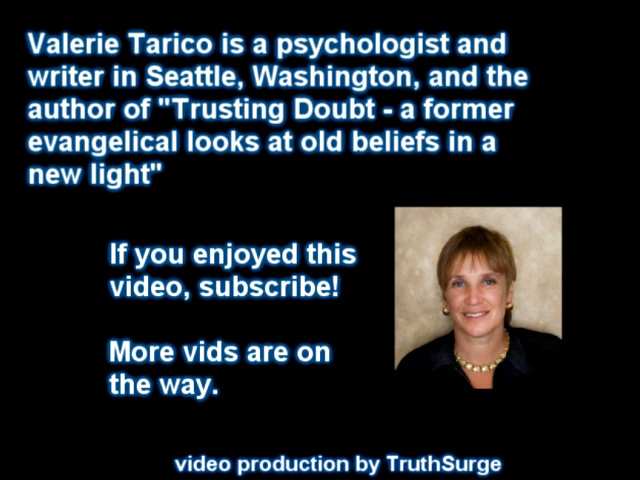 Valerie Tarico is a psychologist and
writer in Seattle, Washington, and the
author of "Trusting Doubt - a former
evangelical looks at old beliefs in a
new light"
If you enjoyed this
video, subscribe!
More vids are on
the way.
video production by TruthSurge